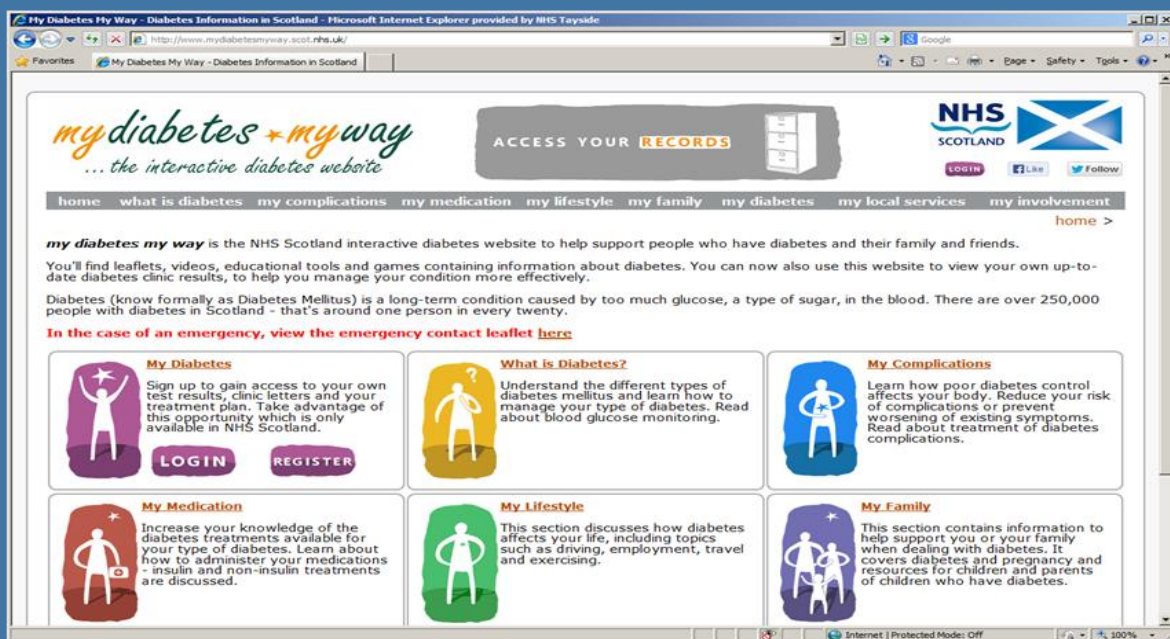 My Diabetes My Way - Diabetes Information in Scotland - Microsoft Internet Explorer provided by NHS Tayside
http://www.mydiabetesmyway.scot.nhs.uk/
Google
Favorites
My Diabetes My Way - Diabetes Information in Scotland
Page
Safety
Tools
my diabetes my way
... the interactive diabetes website
ACCESS YOUR RECORDS
NHS
SCOTLAND
LOGIN
Like
Follow
home what is diabetes my complications my medication my lifestyle my family my diabetes my local services my involvement
home >
my diabetes my way is the NHS Scotland interactive diabetes website to help support people who have diabetes and their family and friends.
You'll find leaflets, videos, educational tools and games containing information about diabetes. You can now also use this website to view your own up-to-
date diabetes clinic results, to help you manage your condition more effectively.
Diabetes (know formally as Diabetes Mellitus) is a long-term condition caused by too much glucose, a type of sugar, in the blood. There are over 250,000
people with diabetes in Scotland - that's around one person in every twenty.
In the case of an emergency, view the emergency contact leaflet here
My Diabetes
Sign up to gain access to your own
test results, clinic letters and your
treatment plan. Take advantage of
this opportunity which is only
available in NHS Scotland.
LOGIN
REGISTER
What is Diabetes?
Understand the different types of
diabetes mellitus and learn how to
manage your type of diabetes. Read
about blood glucose monitoring.
My Complications
Learn how poor diabetes control
affects your body. Reduce your risk
of complications or prevent
worsening of existing symptoms.
Read about treatment of diabetes
complications.
My Medication
Increase your knowledge of the
diabetes treatments available for
your type of diabetes. Learn about
how to administer your medications
- insulin and non-insulin treatments
are discussed.
My Lifestyle
This section discusses how diabetes
affects your life, including topics
such as driving, employment, travel
and exercising.
My Family
This section contains information to
help support you or your family
when dealing with diabetes. It
covers diabetes and pregnancy and
resources for children and parents
of children who have diabetes.
Internet | Protected Mode: Off
100%